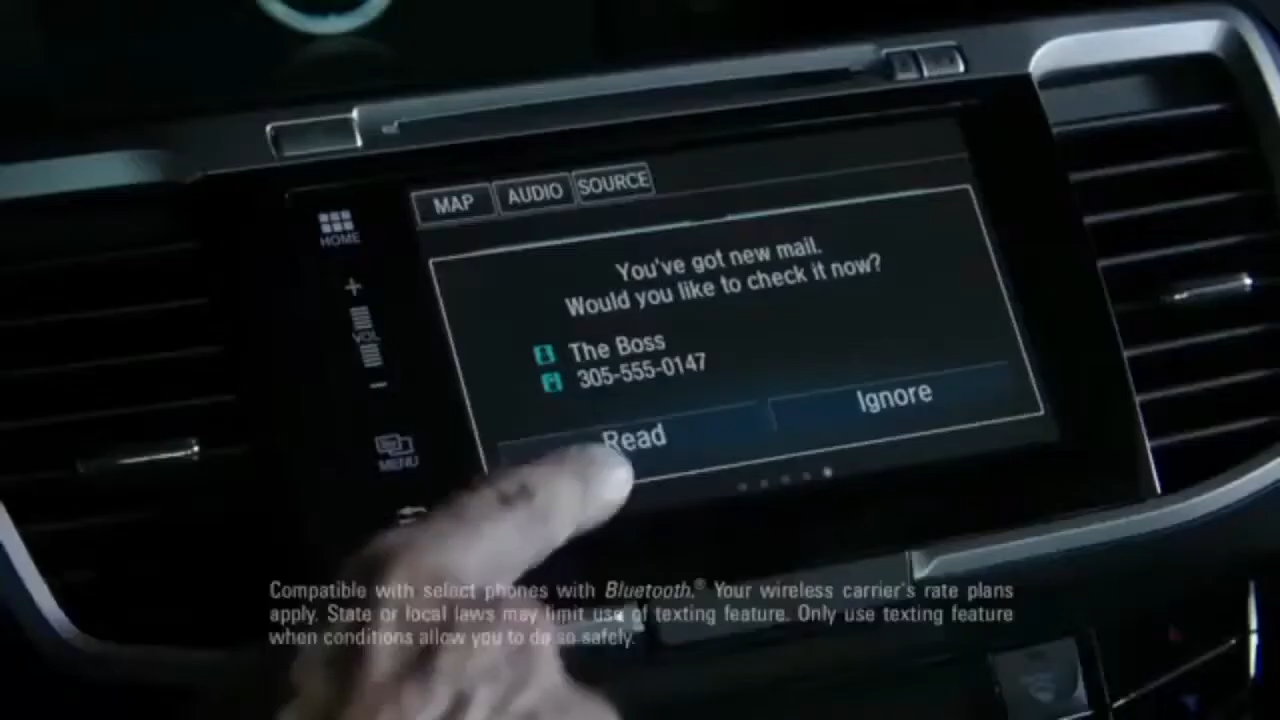 MAP AUDIO SOURCE
HOME
You've got new mail.
Would you like to check it now?
+
VOL
The Boss
305-555-0147
-
Read Ignore
MENU
Compatible with select phones with Bluetooth.® Your wireless carrier's rate plans
apply. State or local laws may limit use of texting feature. Only use texting feature
when conditions allow you to do so safely.